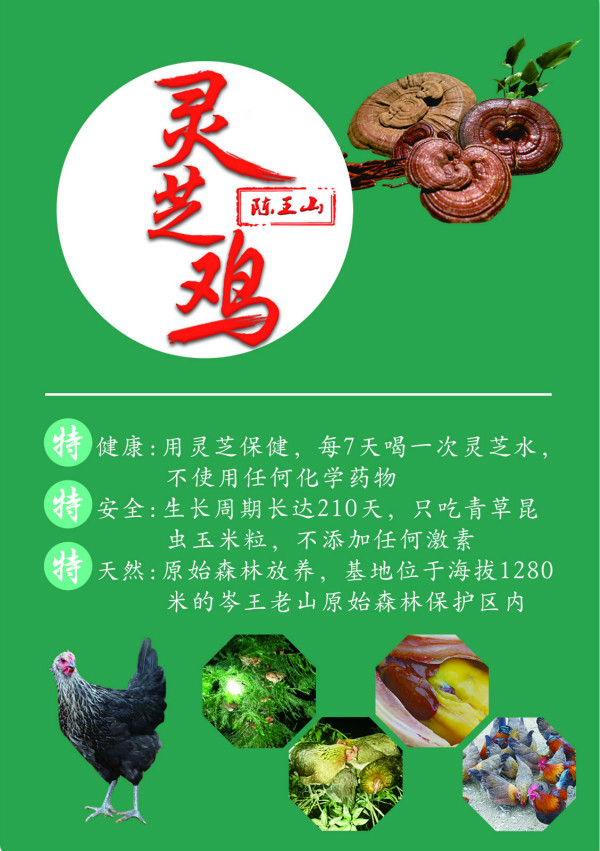 灵芝鸡
陈王山
特 健康:用灵芝保健，每7天喝一次灵芝水，
不使用任何化学药物
特 安全:生长周期长达210天，只吃青草昆
虫玉米粒，不添加任何激素
特 天然:原始森林放养，基地位于海拔1280
米的岑王老山原始森林保护区内